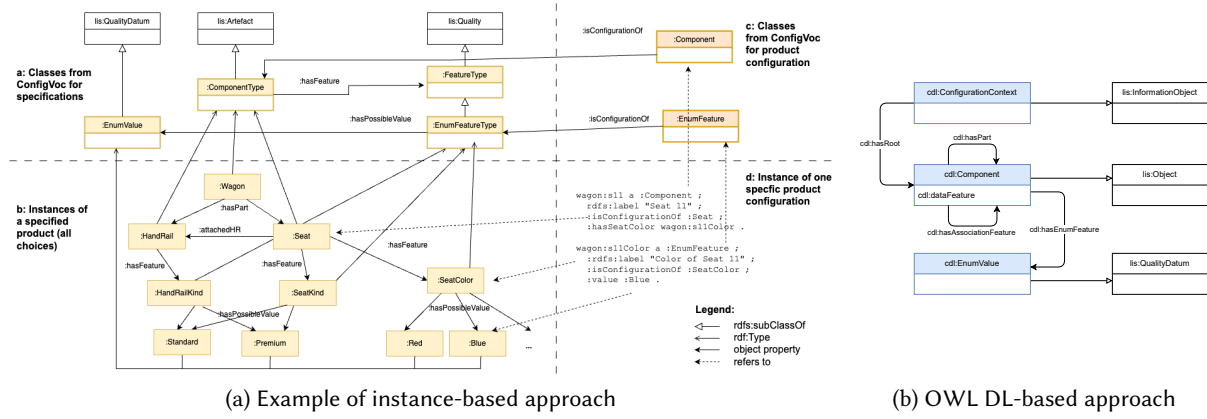 lis:QualityDatum
lis:Artefact
lis:Quality
a: Classes from
ConfigVoc for
specifications
:ComponentType
:hasFeature
:FeatureType
:EnumValue
:hasPossibleValue
:EnumFeatureType
:isConfigurationOf
:Component
c: Classes
from ConfigVoc
for product
configuration
:isConfigurationOf
:EnumFeature
b: Instances of
a specified
product (all
choices)
:Wagon
:hasPart
:HandRail
:attachedHR
:Seat
:hasFeature
:hasFeature
:hasFeature
:HandRailKind
:SeatKind
:SeatColor
:hasPossibleValue
:hasPossibleValue
:Standard
:Premium
:Red
:Blue
...
d: Instance of one
specfic product
configuration
wagon:sll a :Component ;
rdfs:label "Seat 11" ;
:isConfigurationOf :Seat ;
:hasSeatColor wagon:sllColor .
wagon:sllColor a :EnumFeature ;
:rdfs:label "Color of Seat 11" ;
:isConfigurationOf :SeatColor ;
:value :Blue .
Legend:
rdfs:subClassOf
rdf:Type
object property
refers to
(a) Example of instance-based approach
cdl:ConfigurationContext
lis:InformationObject
cdl:hasRoot
cdl:hasPart
cdl:Component
cdl:dataFeature
lis:Object
cdl:hasAssociationFeature
cdl:hasEnumFeature
cdl:EnumValue
lis:QualityDatum
(b) OWL DL-based approach